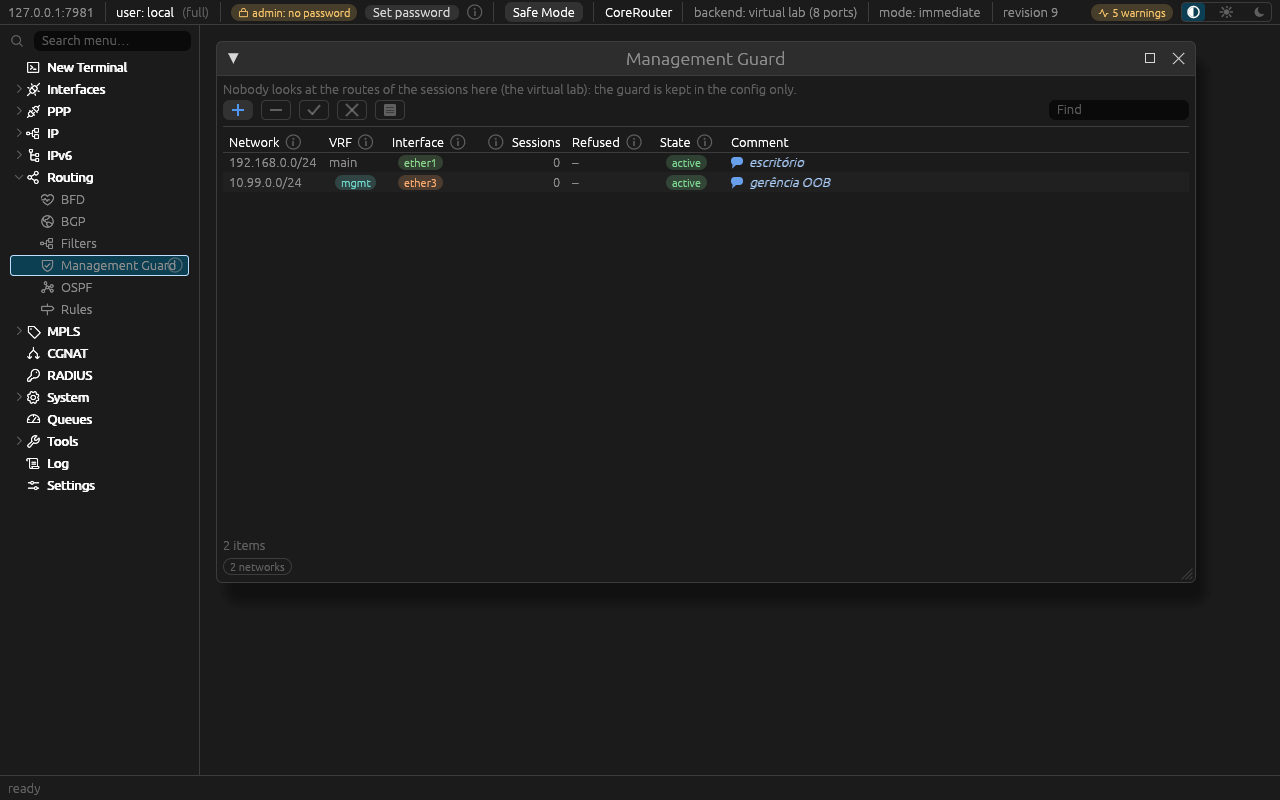 127.0.0.1:7981 user: local (full) admin: no password Set password Safe Mode CoreRouter backend: virtual lab (8 ports) mode: immediate revision 9 5 warnings
Search menu...
New Terminal
Interfaces
PPP
IP
IPv6
Routing
BFD
BGP
Filters
Management Guard
OSPF
Rules
MPLS
CGNAT
RADIUS
System
Queues
Tools
Log
Settings
Management Guard
Nobody looks at the routes of the sessions here (the virtual lab): the guard is kept in the config only.
Find
Network VRF Interface Sessions Refused State Comment
192.168.0.0/24 main ether1 0 – active escritório
10.99.0.0/24 mgmt ether3 0 – active gerência OOB
2 items
2 networks
ready